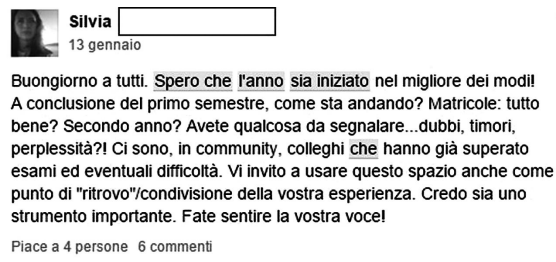 Silvia
13 gennaio
Buongiorno a tutti. Spero che l'anno sia iniziato nel migliore dei modi!
A conclusione del primo semestre, come sta andando? Matricole: tutto
bene? Secondo anno? Avete qualcosa da segnalare...dubbi, timori,
perplessità?! Ci sono, in community, colleghi che hanno già superato
esami ed eventuali difficoltà. Vi invito a usare questo spazio anche come
punto di "ritrovo"/condivisione della vostra esperienza. Credo sia uno
strumento importante. Fate sentire la vostra voce!
Piace a 4 persone 6 commenti